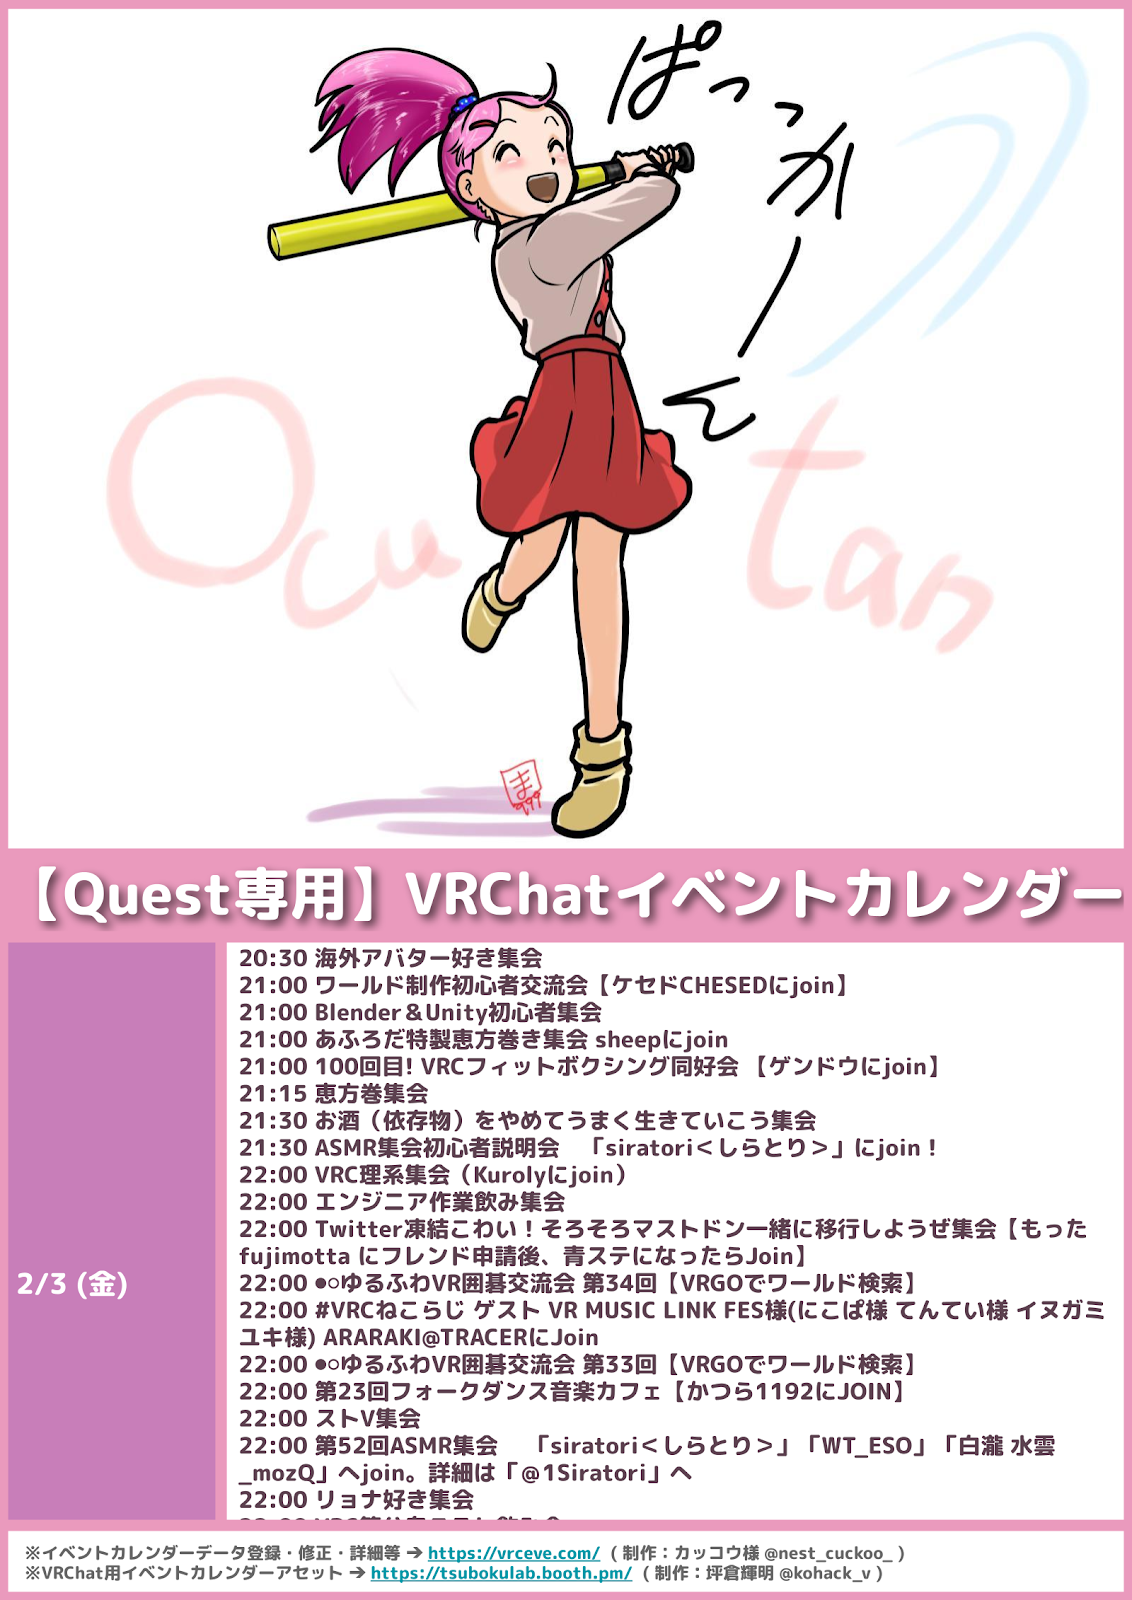 ぱっっかーん
Ocu tan
ま
999
【Quest専用】VRChatイベントカレンダー
2/3 (金)
20:30 海外アバター好き集会
21:00 ワールド制作初心者交流会【ケセドCHESEDにjoin】
21:00 Blender＆Unity初心者集会
21:00 あふろだ特製恵方巻き集会 sheepにjoin
21:00 100回目! VRCフィットボクシング同好会 【ゲンドウにjoin】
21:15 恵方巻集会
21:30 お酒（依存物）をやめてうまく生きていこう集会
21:30 ASMR集会初心者説明会　「siratori＜しらとり＞」にjoin！
22:00 VRC理系集会（Kurolyにjoin）
22:00 エンジニア作業飲み集会
22:00 Twitter凍結こわい！そろそろマストドン一緒に移行しようぜ集会【もった
fujimotta にフレンド申請後、青ステになったらJoin】
22:00 ●○ゆるふわVR囲碁交流会 第34回【VRGOでワールド検索】
22:00 #VRCねこらじ ゲスト VR MUSIC LINK FES様(にこぱ様 てんてい様 イヌガミ
ユキ様) ARARAKI@TRACERにJoin
22:00 ●○ゆるふわVR囲碁交流会 第33回【VRGOでワールド検索】
22:00 第23回フォークダンス音楽カフェ【かつら1192にJOIN】
22:00 ストV集会
22:00 第52回ASMR集会　「siratori＜しらとり＞」「WT_ESO」「白瀧 水雲
_mozQ」へjoin。詳細は「@1Siratori」へ
22:00 リョナ好き集会
※イベントカレンダーデータ登録・修正・詳細等 ➔ https://vrceve.com/ ( 制作：カッコウ様 @nest_cuckoo_ )
※VRChat用イベントカレンダーアセット ➔ https://tsubokulab.booth.pm/ ( 制作：坪倉輝明 @kohack_v )